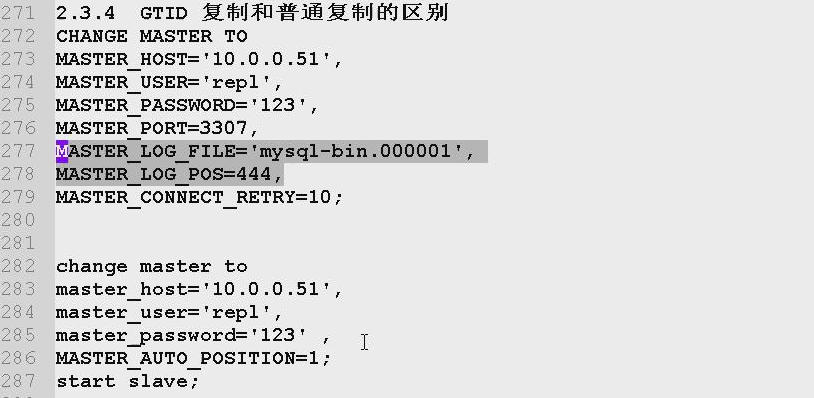 271 2.3.4 GTID 复制和普通复制的区别
272 CHANGE MASTER TO
273 MASTER_HOST='10.0.0.51',
274 MASTER_USER='repl',
275 MASTER_PASSWORD='123',
276 MASTER_PORT=3307,
277 MASTER_LOG_FILE='mysql-bin.000001',
278 MASTER_LOG_POS=444,
279 MASTER_CONNECT_RETRY=10;
280
281
282 change master to
283 master_host='10.0.0.51',
284 master_user='repl',
285 master_password='123' ,
286 MASTER_AUTO_POSITION=1;
287 start slave;